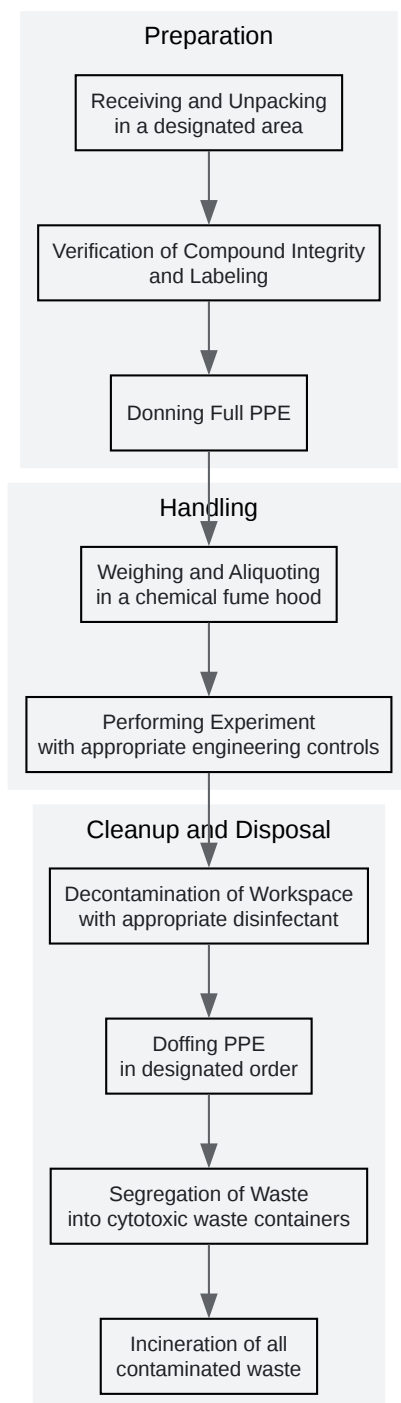 Preparation
Receiving and Unpacking
in a designated area
Verification of Compound Integrity
and Labeling
Donning Full PPE
Handling
Weighing and Aliquoting
in a chemical fume hood
Performing Experiment
with appropriate engineering controls
Cleanup and Disposal
Decontamination of Workspace
with appropriate disinfectant
Doffing PPE
in designated order
Segregation of Waste
into cytotoxic waste containers
Incineration of all
contaminated waste